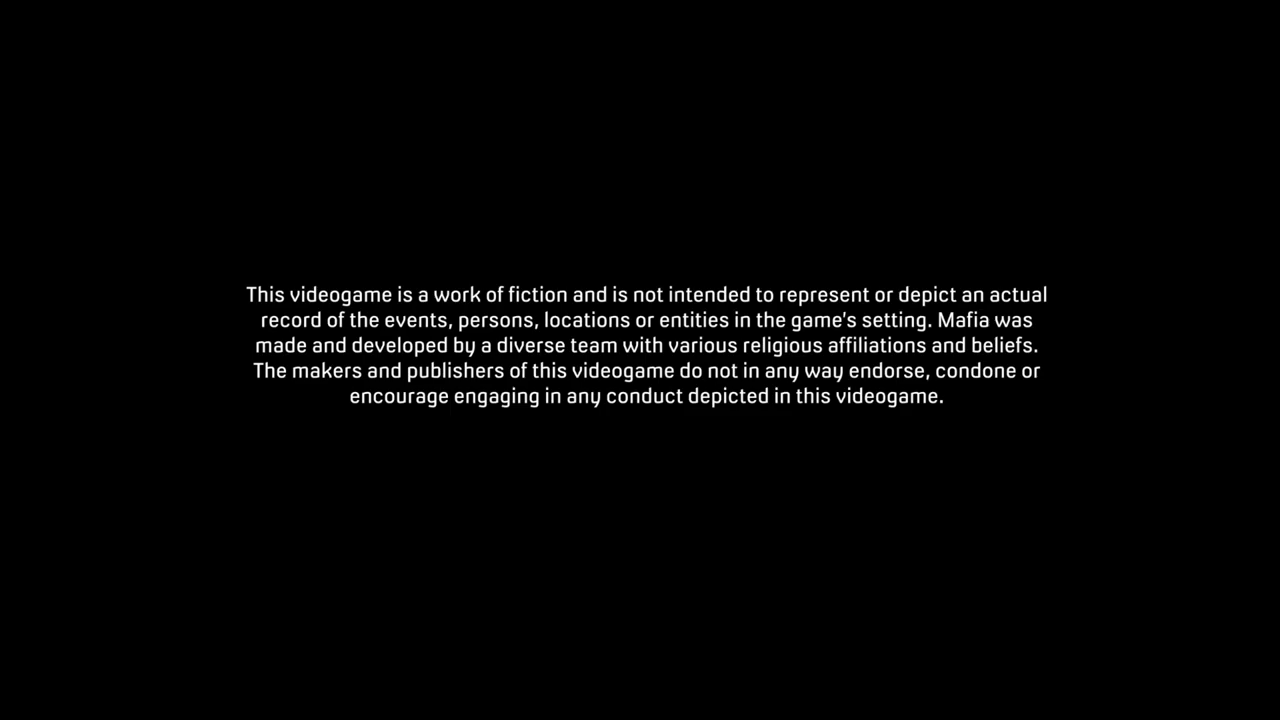 This videogame is a work of fiction and is not intended to represent or depict an actual
record of the events, persons, locations or entities in the game's setting. Mafia was
made and developed by a diverse team with various religious affiliations and beliefs.
The makers and publishers of this videogame do not in any way endorse, condone or
encourage engaging in any conduct depicted in this videogame.